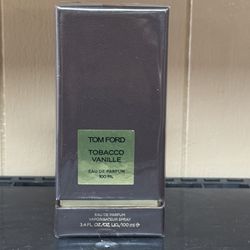 TOM FORD
TOBACCO
VANILLE
EAU DE PARFUM
100 ML
EAU DE PARFUM
VAPORISATEUR SPRAY
3.4 FL.OZ./OZ. LIQ./100 ml ℮